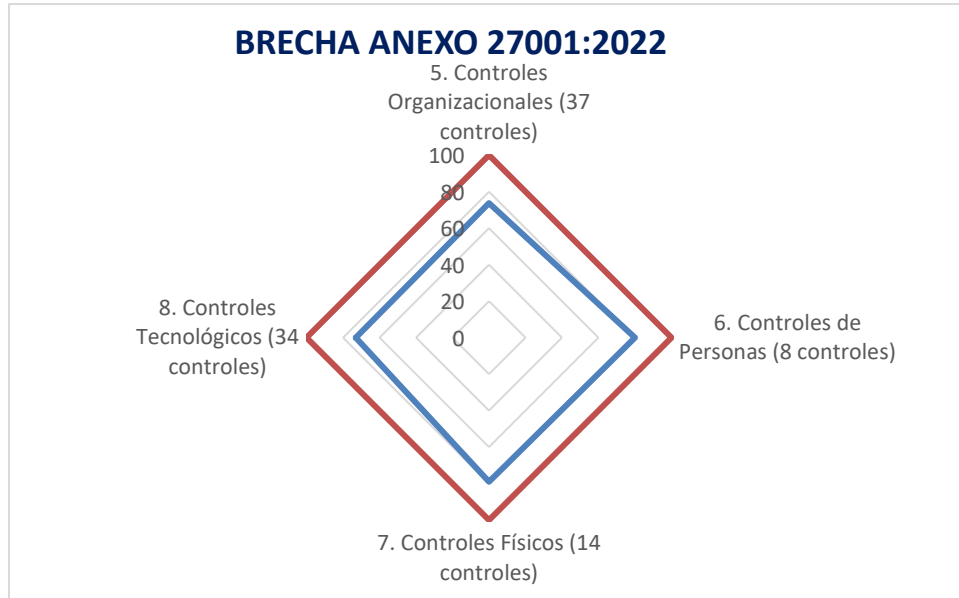 BRECHA ANEXO 27001:2022
5. Controles
Organizacionales (37
controles)
100
80
60
40
20
0
8. Controles
Tecnológicos (34
controles)
6. Controles de
Personas (8 controles)
7. Controles Físicos (14
controles)